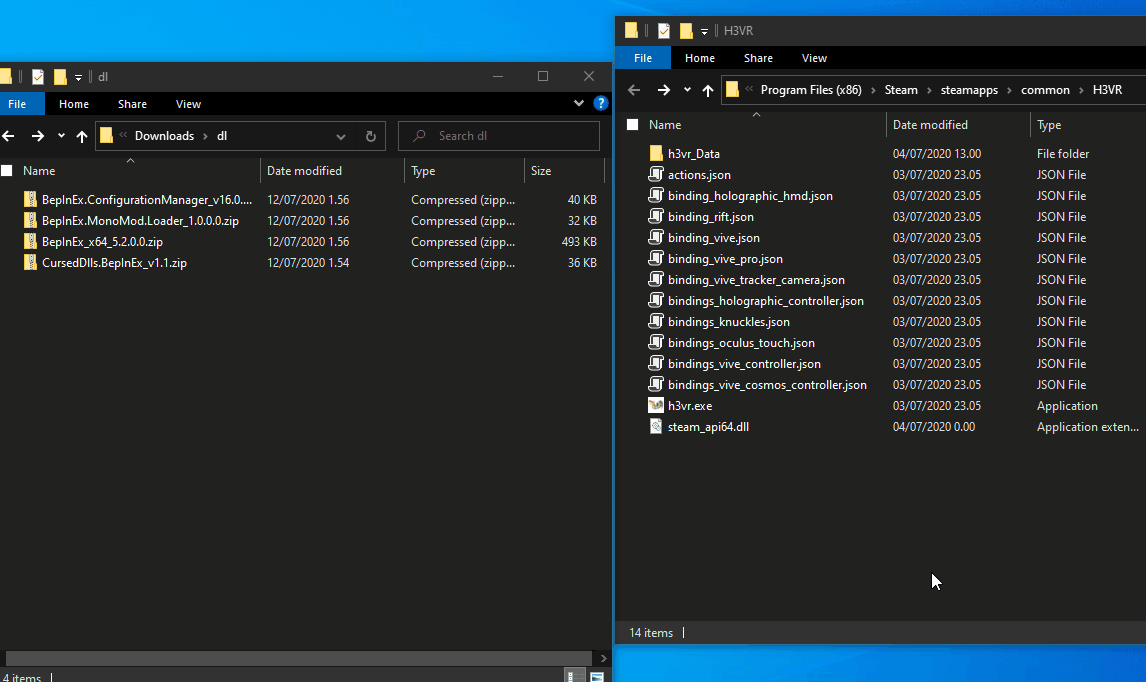 dl
File Home Share View
Downloads > dl
Search dl
Name Date modified Type Size
BepInEx.ConfigurationManager_v16.0.... 12/07/2020 1.56 Compressed (zipp... 40 KB
BepInEx.MonoMod.Loader_1.0.0.0.zip 12/07/2020 1.56 Compressed (zipp... 32 KB
BepInEx_x64_5.2.0.0.zip 12/07/2020 1.56 Compressed (zipp... 493 KB
CursedDlls.BepInEx_v1.1.zip 12/07/2020 1.54 Compressed (zipp... 36 KB
4 items
H3VR
File Home Share View
Program Files (x86) > Steam > steamapps > common > H3VR
Name Date modified Type
h3vr_Data 04/07/2020 13.00 File folder
actions.json 03/07/2020 23.05 JSON File
binding_holographic_hmd.json 03/07/2020 23.05 JSON File
binding_rift.json 03/07/2020 23.05 JSON File
binding_vive.json 03/07/2020 23.05 JSON File
binding_vive_pro.json 03/07/2020 23.05 JSON File
binding_vive_tracker_camera.json 03/07/2020 23.05 JSON File
bindings_holographic_controller.json 03/07/2020 23.05 JSON File
bindings_knuckles.json 03/07/2020 23.05 JSON File
bindings_oculus_touch.json 03/07/2020 23.05 JSON File
bindings_vive_controller.json 03/07/2020 23.05 JSON File
bindings_vive_cosmos_controller.json 03/07/2020 23.05 JSON File
h3vr.exe 03/07/2020 23.05 Application
steam_api64.dll 04/07/2020 0.00 Application exten...
14 items